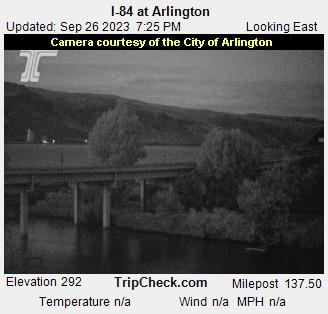 I-84 at Arlington
Updated: Sep 26 2023 7:25 PM Looking East
Camera courtesy of the City of Arlington
Elevation 292 TripCheck.com Milepost 137.50
Temperature n/a Wind n/a MPH n/a